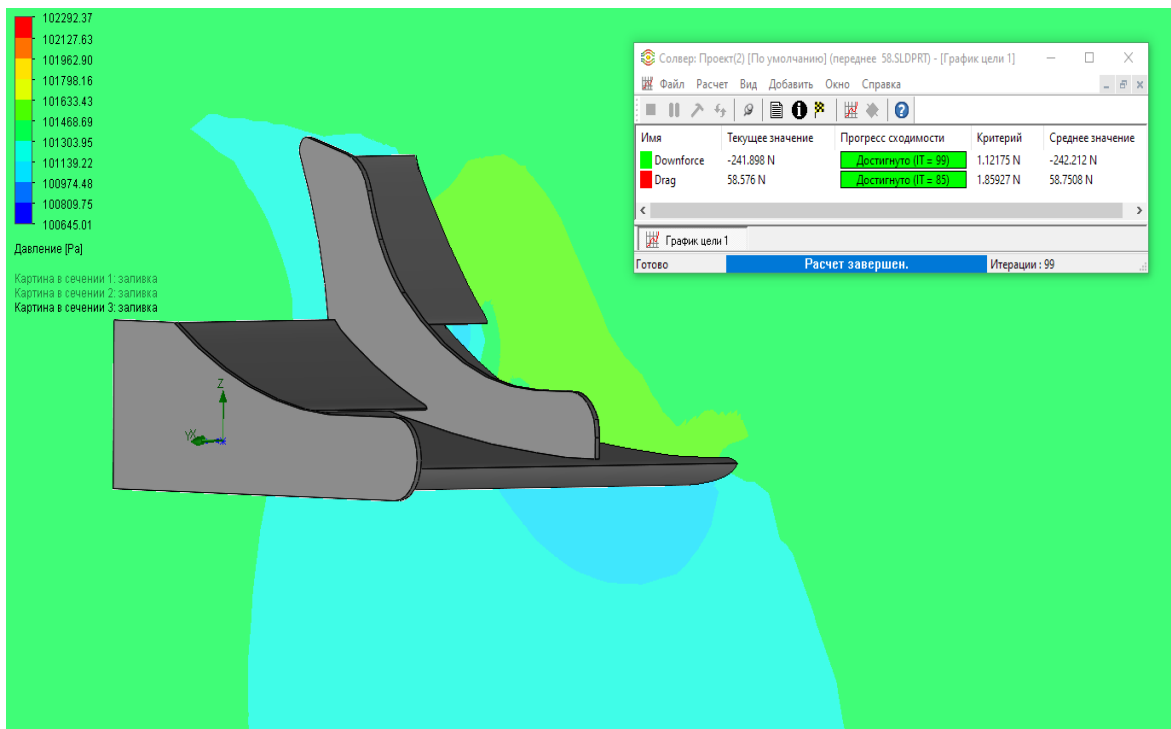 102292.37
102127.63
101962.90
101798.16
101633.43
101468.69
101303.95
101139.22
100974.48
100809.75
100645.01
Давление [Pa]
Картина в сечении 1: заливка
Картина в сечении 2: заливка
Картина в сечении 3: заливка
Солвер: Проект(2) [По умолчанию] (переднее 58.SLDPRT) - [График цели 1]
Файл Расчет Вид Добавить Окно Справка
Имя Текущее значение Прогресс сходимости Критерий Среднее значение
Downforce -241.898 N Достигнуто (IT = 99) 1.12175 N -242.212 N
Drag 58.576 N Достигнуто (IT = 85) 1.85927 N 58.7508 N
График цели 1
Готово Расчет завершен. Итерации : 99
Z
YX